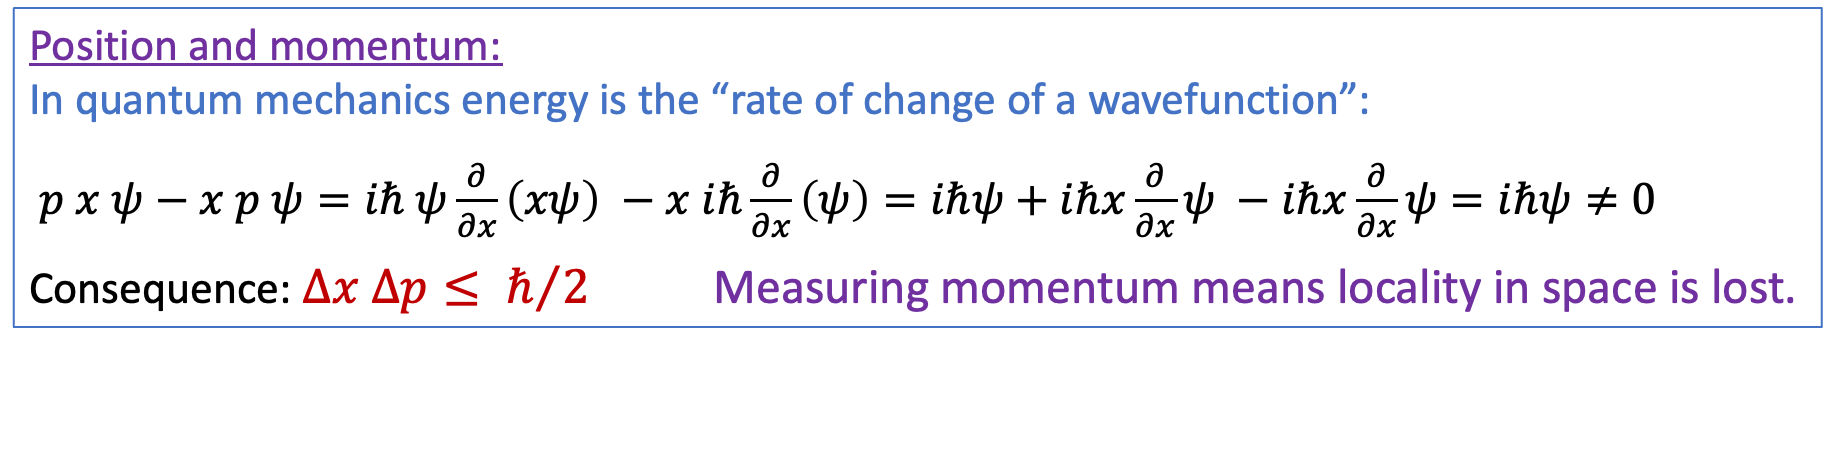 Position and momentum:
In quantum mechanics energy is the “rate of change of a wavefunction”:
p x ψ − x p ψ = iℏ ψ ∂/∂x (xψ) − x iℏ ∂/∂x (ψ) = iℏψ + iℏx ∂/∂x ψ − iℏx ∂/∂x ψ = iℏψ ≠ 0
Consequence: Δx Δp ≤ ℏ/2 Measuring momentum means locality in space is lost.